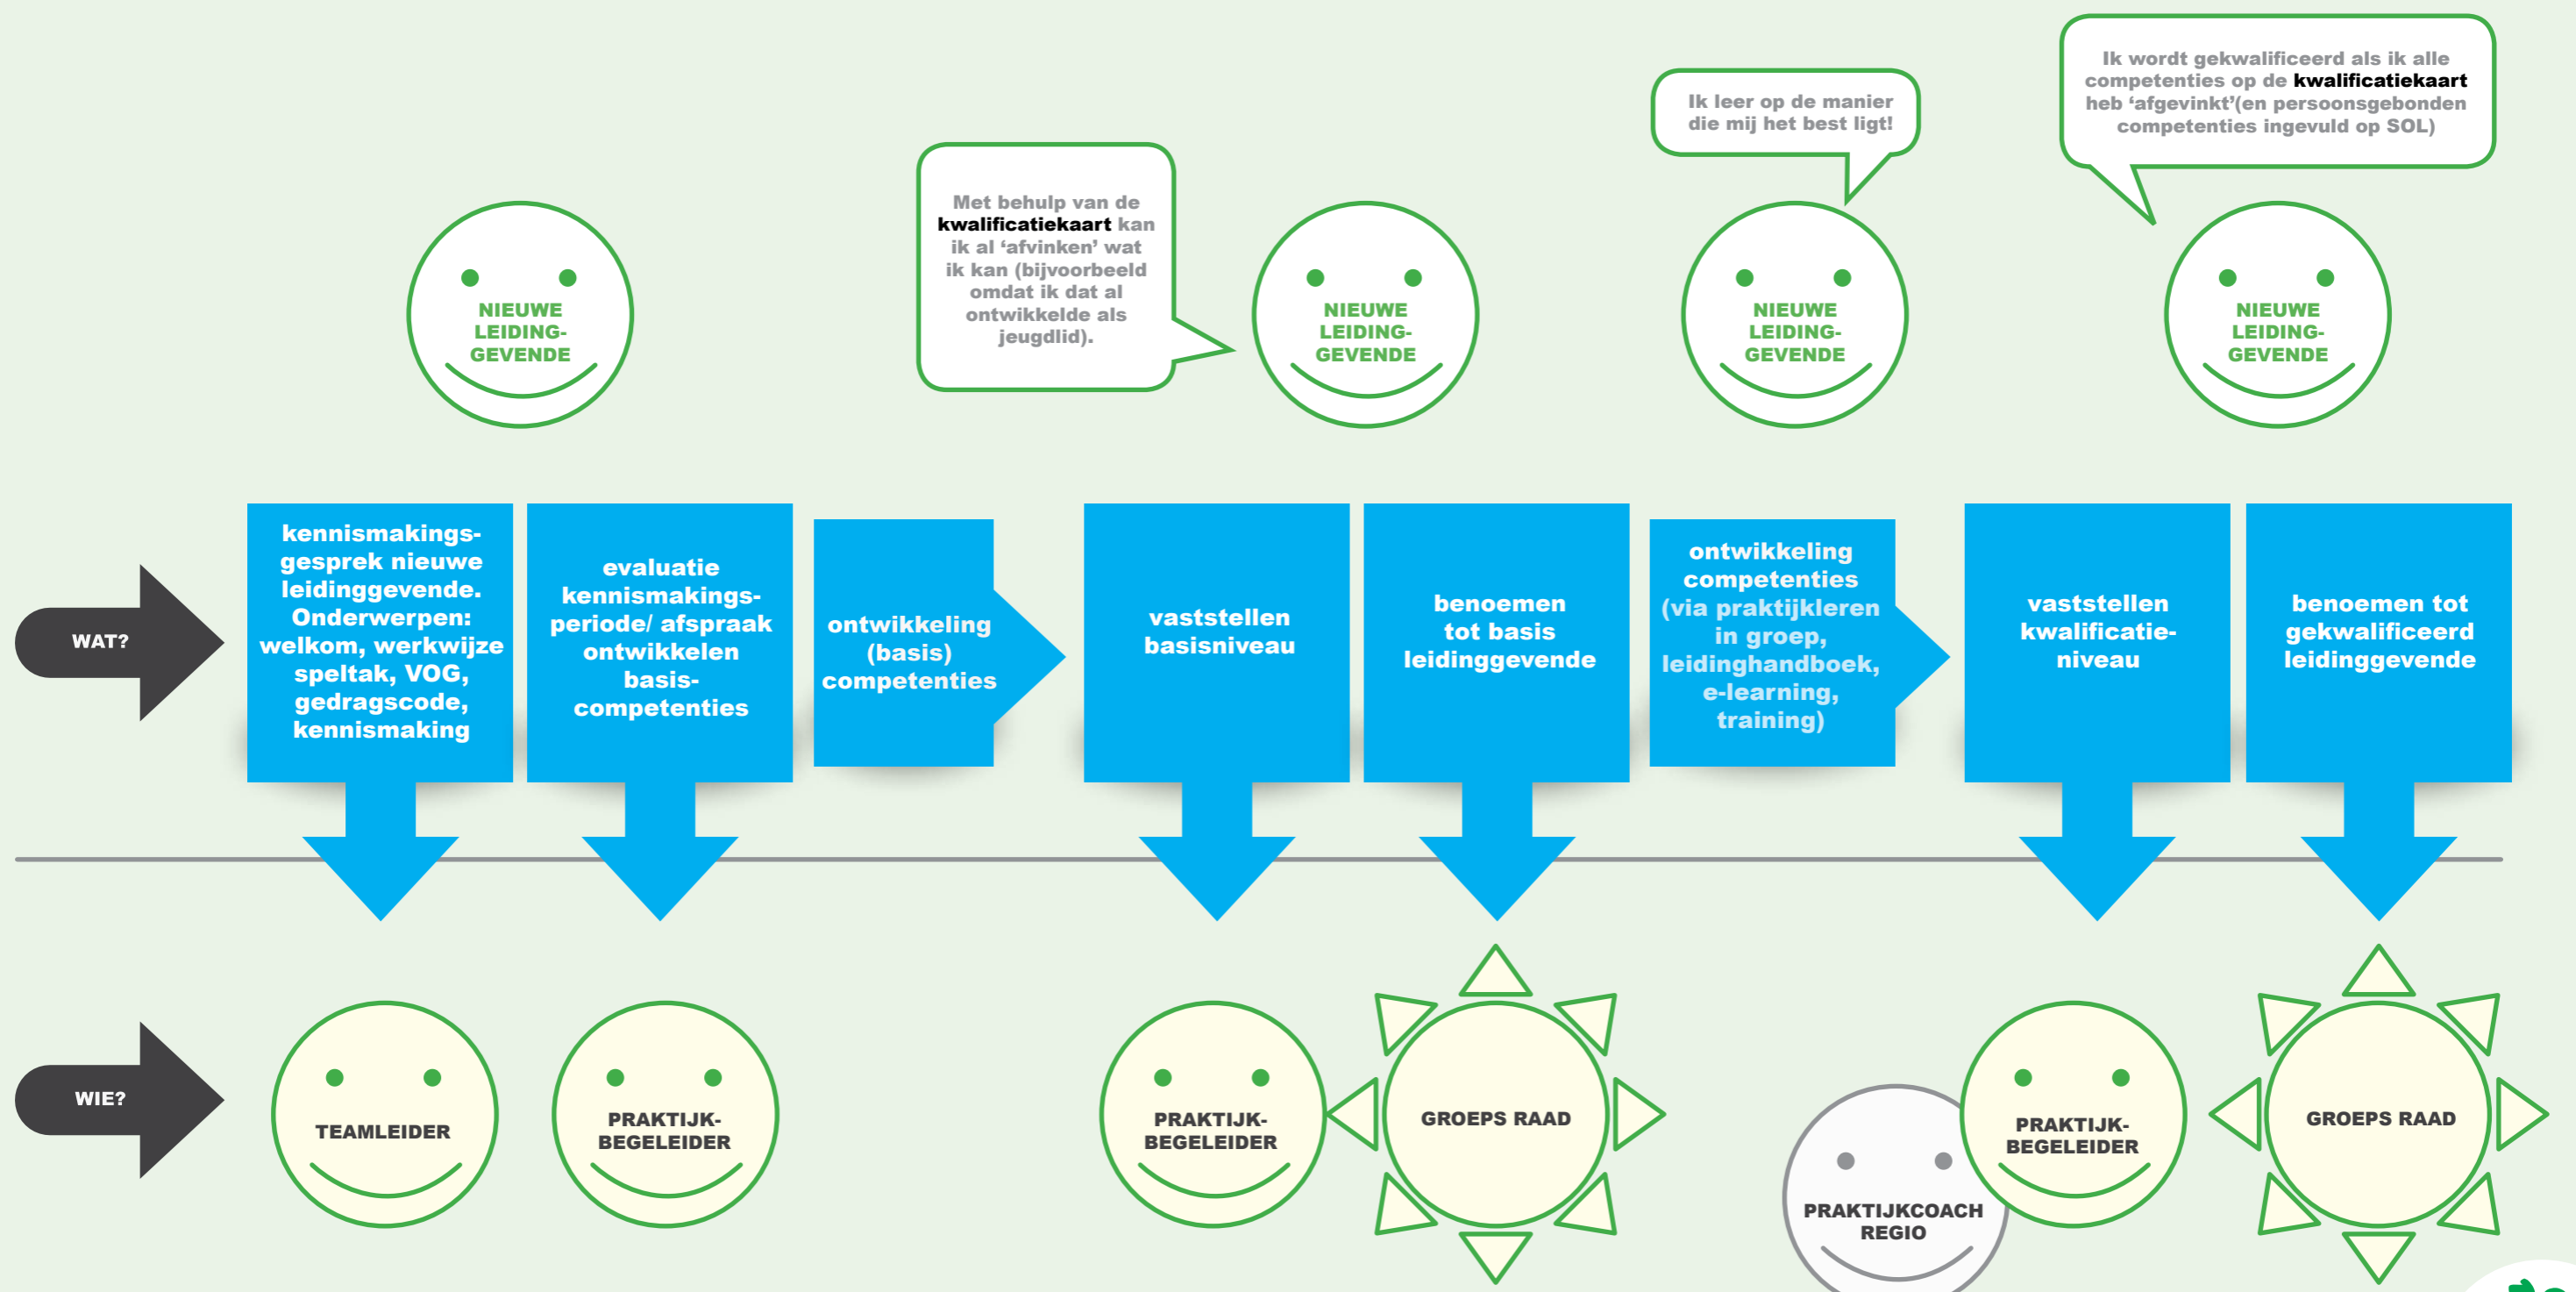 Ik wordt gekwalificeerd als ik alle
competenties op de kwalificatiekaart
heb ‘afgevinkt’(en persoonsgebonden
competenties ingevuld op SOL)
Ik leer op de manier
die mij het best ligt!
Met behulp van de
kwalificatiekaart kan
ik al ‘afvinken’ wat
ik kan (bijvoorbeeld
omdat ik dat al
ontwikkelde als
jeugdlid).
NIEUWE
LEIDING-
GEVENDE
NIEUWE
LEIDING-
GEVENDE
NIEUWE
LEIDING-
GEVENDE
NIEUWE
LEIDING-
GEVENDE
WAT?
kennismakings-
gesprek nieuwe
leidinggevende.
Onderwerpen:
welkom, werkwijze
speltak, VOG,
gedragscode,
kennismaking
evaluatie
kennismakings-
periode/ afspraak
ontwikkelen
basis-
competenties
ontwikkeling
(basis)
competenties
vaststellen
basisniveau
benoemen
tot basis
leidinggevende
ontwikkeling
competenties
(via praktijkleren
in groep,
leidinghandboek,
e-learning,
training)
vaststellen
kwalificatie-
niveau
benoemen tot
gekwalificeerd
leidinggevende
WIE?
TEAMLEIDER
PRAKTIJK-
BEGELEIDER
PRAKTIJK-
BEGELEIDER
GROEPS RAAD
PRAKTIJKCOACH
REGIO
PRAKTIJK-
BEGELEIDER
GROEPS RAAD